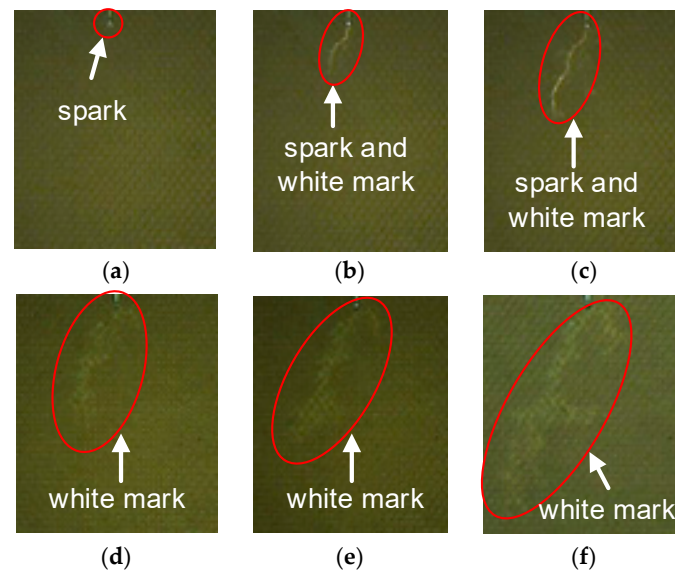 spark
spark and
white mark
spark and
white mark
(a)
(b)
(c)
white mark
white mark
white mark
(d)
(e)
(f)